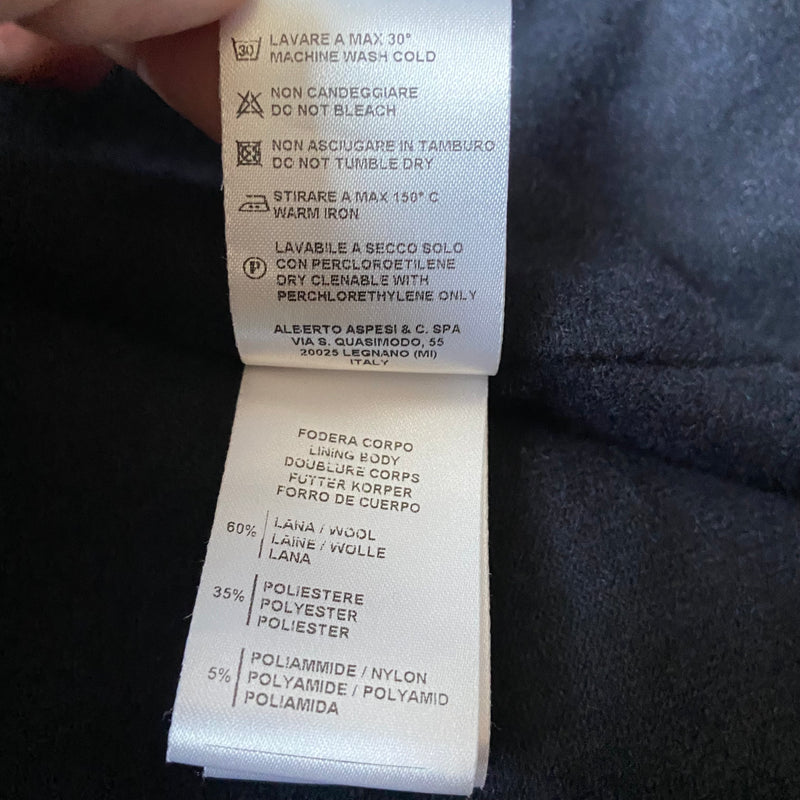 30
LAVARE A MAX 30°
MACHINE WASH COLD
NON CANDEGGIARE
DO NOT BLEACH
NON ASCIUGARE IN TAMBURO
DO NOT TUMBLE DRY
STIRARE A MAX 150° C
WARM IRON
P
LAVABILE A SECCO SOLO
CON PERCLOROETILENE
DRY CLENABLE WITH
PERCHLORETHYLENE ONLY
ALBERTO ASPESI & C. SPA
VIA S. QUASIMODO, 55
20025 LEGNANO (MI)
ITALY
FODERA CORPO
LINING BODY
DOUBLURE CORPS
FUTTER KORPER
FORRO DE CUERPO
60%
LANA / WOOL
LAINE / WOLLE
LANA
35%
POLIESTERE
POLYESTER
POLIESTER
5%
POLIAMMIDE / NYLON
POLYAMIDE / POLYAMID
POLIAMIDA